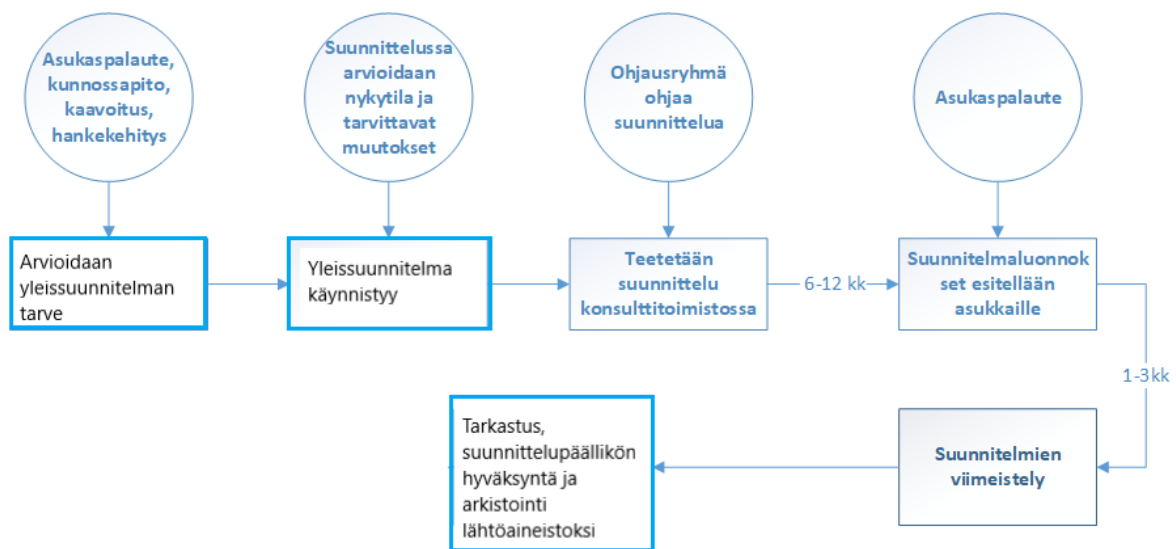 Asukaspalaute,
kunnossapito,
kaavoitus,
hankekehitys
Suunnittelussa
arvioidaan
nykytila ja
tarvittavat
muutokset
Ohjausryhmä
ohjaa
suunnittelua
Asukaspalaute
Arvioidaan
yleissuunnitelman
tarve
Yleissuunnitelma
käynnistyy
Teetetään
suunnittelu
konsulttitoimistossa
6-12 kk
Suunnitelmaluonnok
set esitellään
asukkaille
1-3kk
Suunnitelmien
viimeistely
Tarkastus,
suunnittelupäällikön
hyväksyntä ja
arkistointi
lähtöaineistoksi